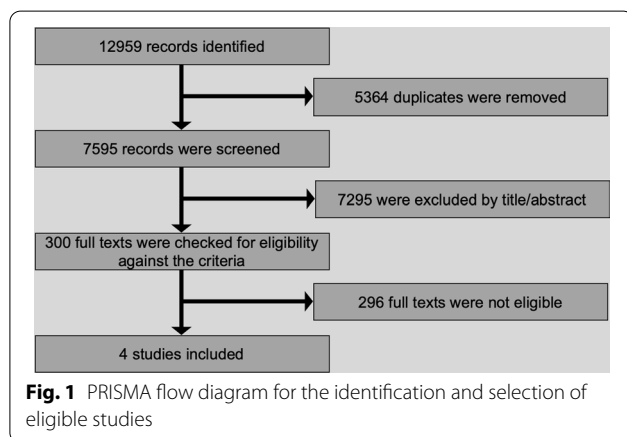 12959 records identified
5364 duplicates were removed
7595 records were screened
7295 were excluded by title/abstract
300 full texts were checked for eligibility
against the criteria
296 full texts were not eligible
4 studies included
Fig. 1 PRISMA flow diagram for the identification and selection of
eligible studies